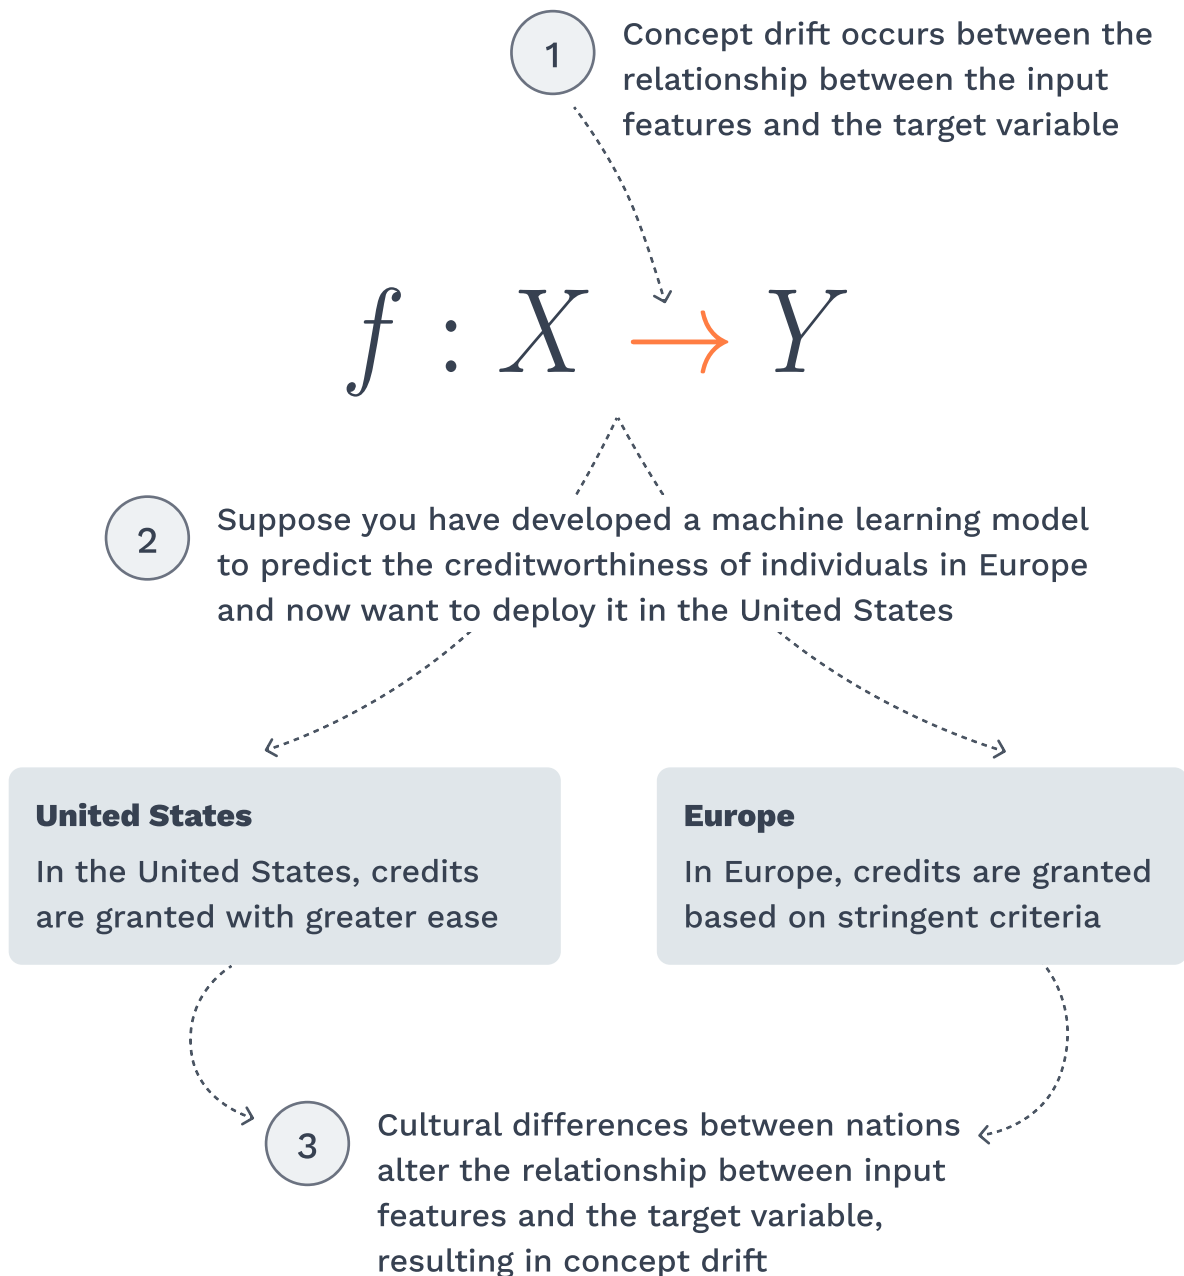 1
Concept drift occurs between the
relationship between the input
features and the target variable
f : X → Y
2
Suppose you have developed a machine learning model
to predict the creditworthiness of individuals in Europe
and now want to deploy it in the United States
United States
In the United States, credits
are granted with greater ease
Europe
In Europe, credits are granted
based on stringent criteria
3
Cultural differences between nations
alter the relationship between input
features and the target variable,
resulting in concept drift